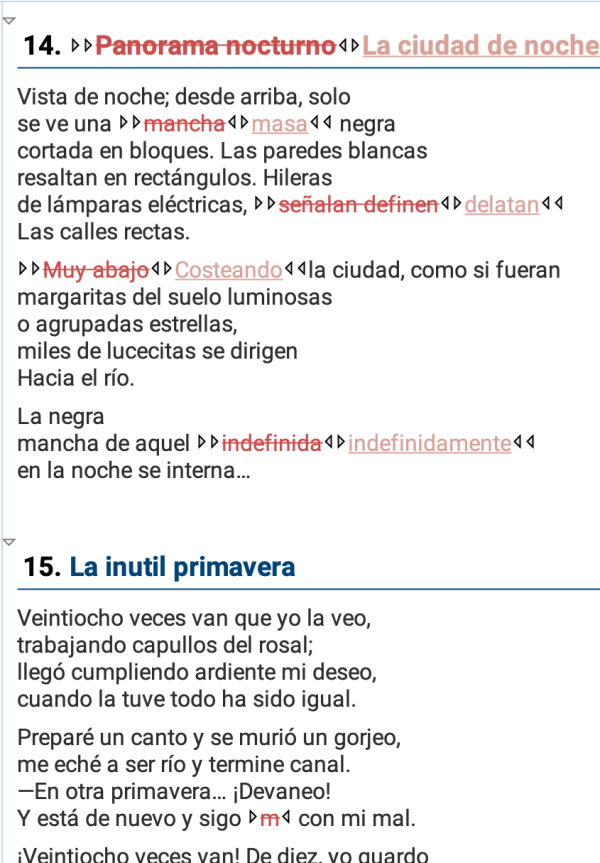 14. Panorama nocturno La ciudad de noche
Vista de noche; desde arriba, solo
se ve una mancha masa negra
cortada en bloques. Las paredes blancas
resaltan en rectángulos. Hileras
de lámparas eléctricas, señalan definen delatan
Las calles rectas.
Muy abajo Costeando la ciudad, como si fueran
margaritas del suelo luminosas
o agrupadas estrellas,
miles de lucecitas se dirigen
Hacia el río.
La negra
mancha de aquel indefinida indefinidamente
en la noche se interna...
15. La inutil primavera
Veintiocho veces van que yo la veo,
trabajando capullos del rosal;
llegó cumpliendo ardiente mi deseo,
cuando la tuve todo ha sido igual.
Preparé un canto y se murió un gorjeo,
me eché a ser río y termine canal.
—En otra primavera... ¡Devaneo!
Y está de nuevo y sigo m con mi mal.
¡Veintiocho veces van! De diez, yo guardo